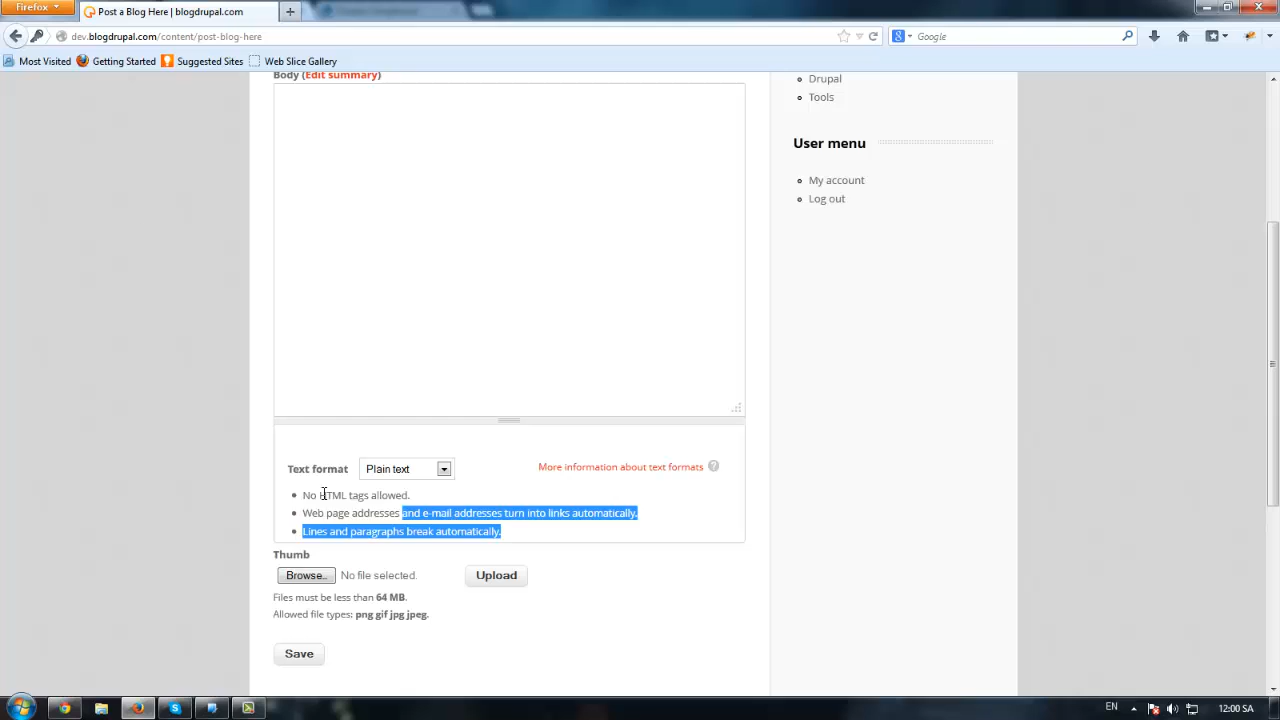 Firefox
Post a Blog Here | blogdrupal.com
dev.blogdrupal.com/content/post-blog-here
Google
Most Visited
Getting Started
Suggested Sites
Web Slice Gallery
Body (Edit summary)
Drupal
Tools
User menu
My account
Log out
Text format
Plain text
More information about text formats
?
No HTML tags allowed.
Web page addresses and e-mail addresses turn into links automatically.
Lines and paragraphs break automatically.
Thumb
Browse..
No file selected.
Upload
Files must be less than 64 MB.
Allowed file types: png gif jpg jpeg.
Save
EN
12:00 SA